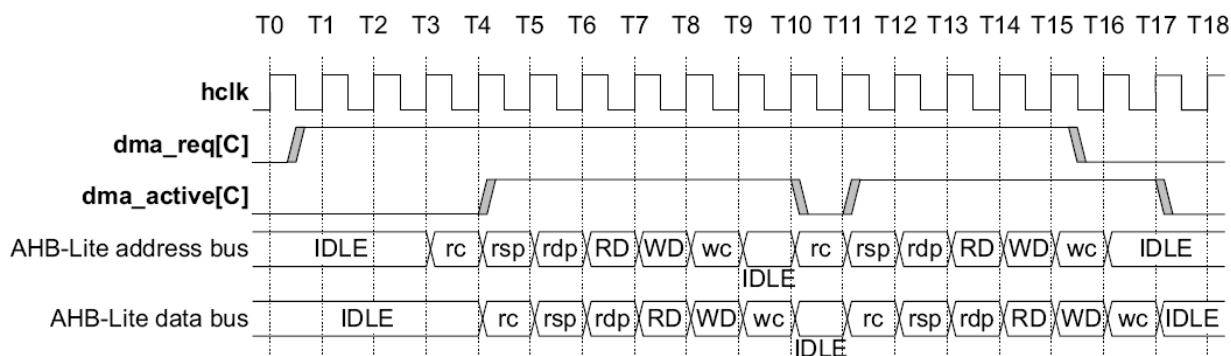 T0 T1 T2 T3 T4 T5 T6 T7 T8 T9 T10 T11 T12 T13 T14 T15 T16 T17 T18
hclk
dma_req[C]
dma_active[C]
AHB-Lite address bus IDLE rc rsp rdp RD WD wc rc rsp rdp RD WD wc IDLE
IDLE
AHB-Lite data bus IDLE rc rsp rdp RD WD wc rc rsp rdp RD WD wc IDLE
IDLE